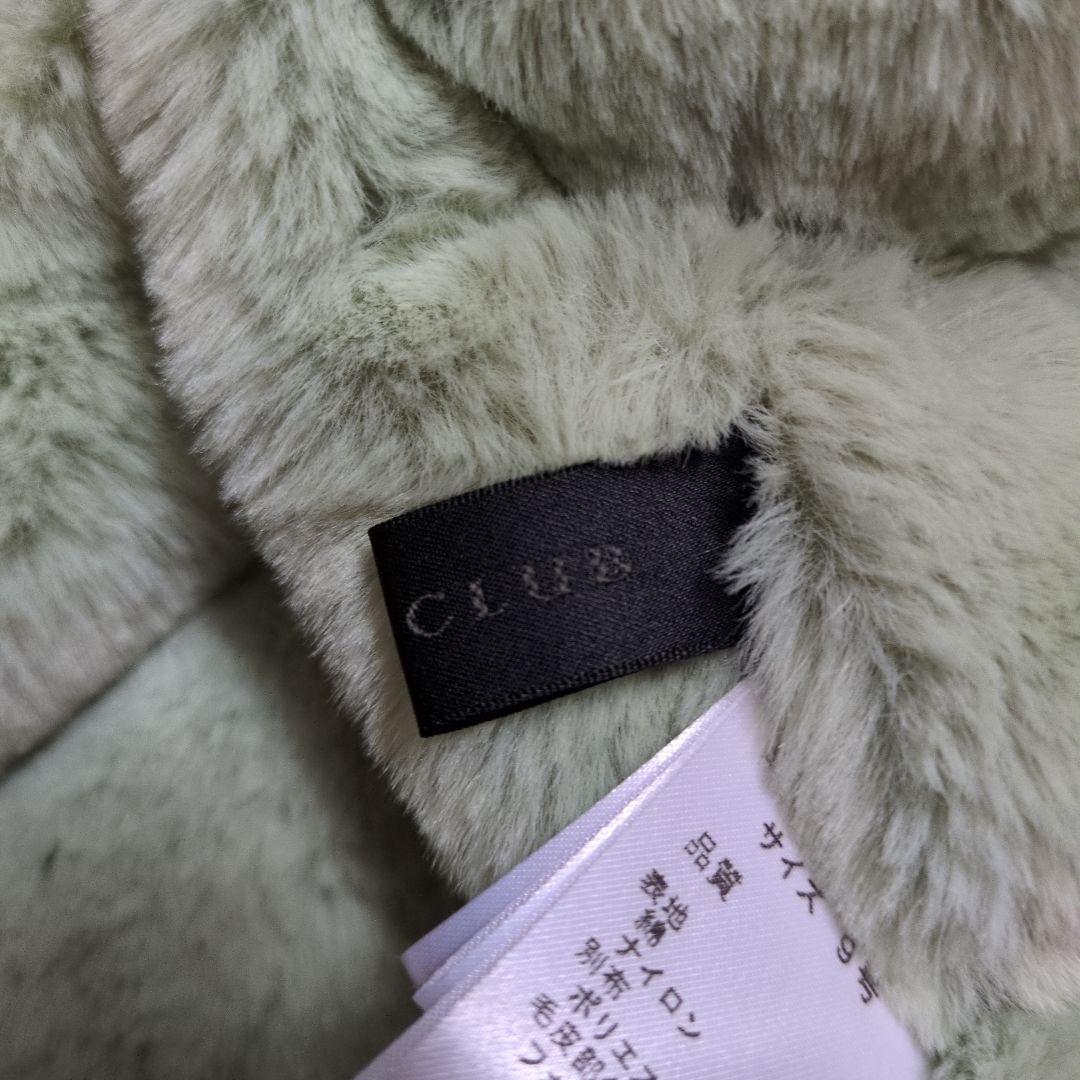 CLUB
サイズ 9号
品質
表地
綿 ナイロン
別布
ポリエス
毛皮部